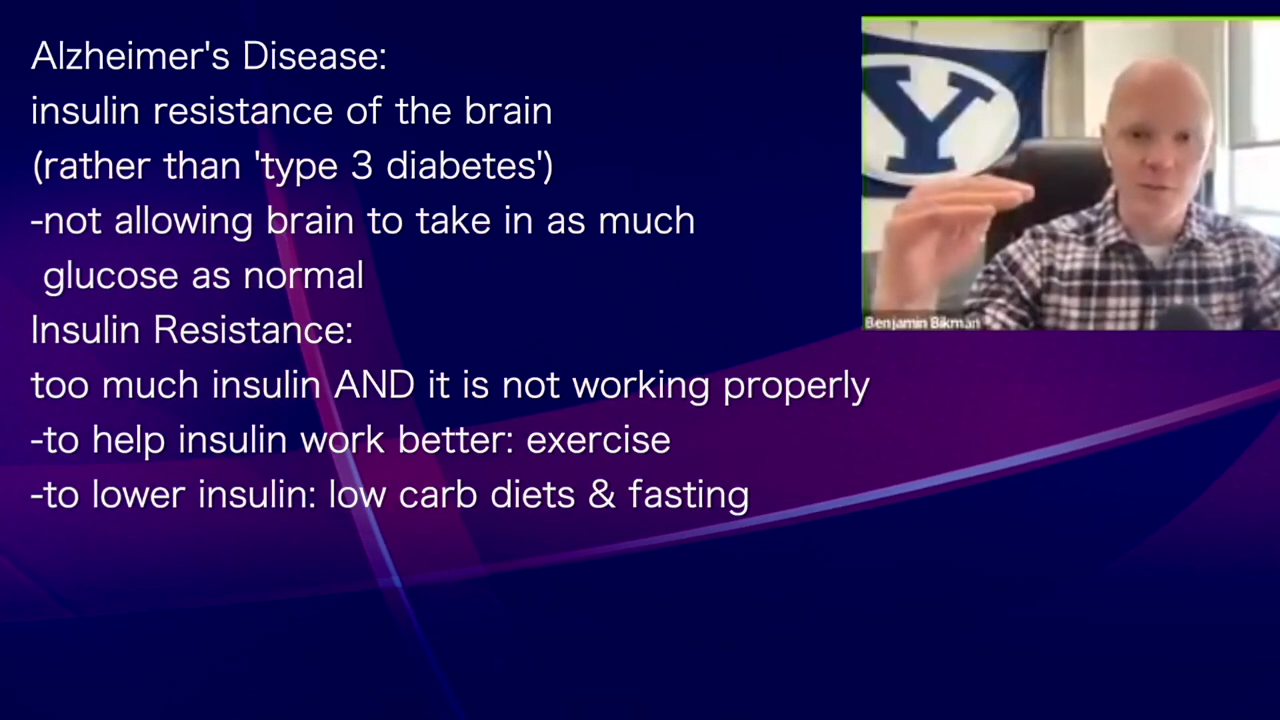 Alzheimer's Disease:
insulin resistance of the brain
(rather than 'type 3 diabetes')
-not allowing brain to take in as much
glucose as normal
Insulin Resistance:
too much insulin AND it is not working properly
-to help insulin work better: exercise
-to lower insulin: low carb diets & fasting
Y
Benjamin Bikman